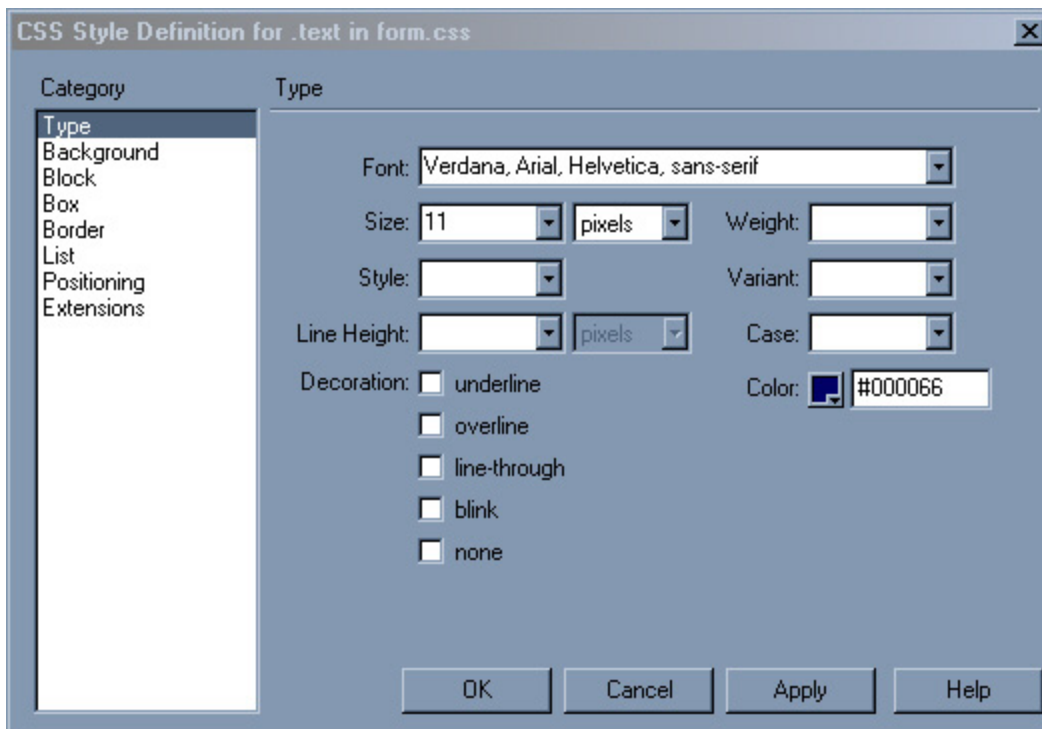 CSS Style Definition for .text in form.css
Category
Type
Type
Background
Block
Box
Border
List
Positioning
Extensions
Font: Verdana, Arial, Helvetica, sans-serif
Size: 11 pixels Weight:
Style: Variant:
Line Height: pixels Case:
Decoration: underline Color: #000066
overline
line-through
blink
none
OK Cancel Apply Help